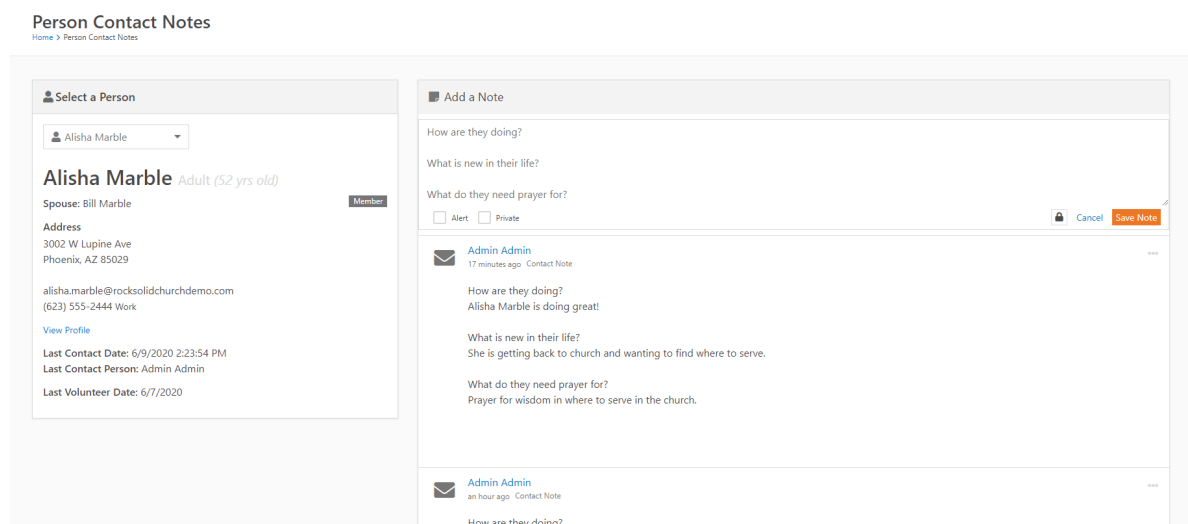 Person Contact Notes
Home > Person Contact Notes
Select a Person
Alisha Marble
Alisha Marble Adult (52 yrs old)
Spouse: Bill Marble
Member
Address
3002 W Lupine Ave
Phoenix, AZ 85029
alisha.marble@rocksolidchurchdemo.com
(623) 555-2444 Work
View Profile
Last Contact Date: 6/9/2020 2:23:54 PM
Last Contact Person: Admin Admin
Last Volunteer Date: 6/7/2020
Add a Note
How are they doing?
What is new in their life?
What do they need prayer for?
Alert Private Cancel Save Note
Admin Admin
17 minutes ago Contact Note
How are they doing?
Alisha Marble is doing great!
What is new in their life?
She is getting back to church and wanting to find where to serve.
What do they need prayer for?
Prayer for wisdom in where to serve in the church.
Admin Admin
an hour ago Contact Note
How are they doing?